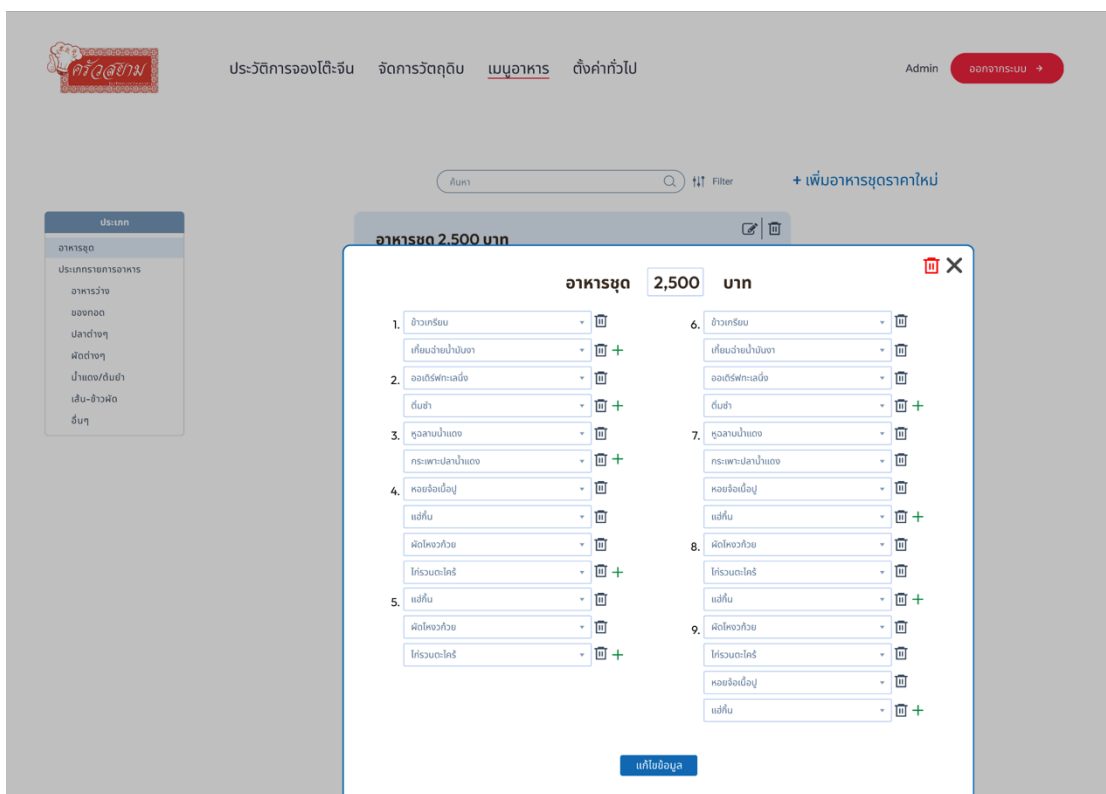 ครัวสยาม
ประวัติการจองโต๊ะจีน จัดการวัตถุดิบ เมนูอาหาร ตั้งค่าทั่วไป
Admin ออกจากระบบ →
ค้นหา Filter + เพิ่มอาหารชุดราคาใหม่
ประเภท
อาหารชุด
ประเภทรายการอาหาร
อาหารว่าง
ของทอด
ปลาต่างๆ
ผัดต่างๆ
น้ำแดง/ต้มยำ
เส้น-ข้าวผัด
อื่นๆ
อาหารชุด 2,500 บาท
อาหารชุด 2,500 บาท
1. ข้าวเกรียบ
เกี้ยมฉ่ายน้ำมันงา
2. ออเดิร์ฟทะเลนึ่ง
ติ่มซำ
3. หูฉลามน้ำแดง
กระเพาะปลาน้ำแดง
4. หอยจ้อเนื้อปู
แฮ่กึ้น
ผัดโหงวก้วย
ไก่รวนตะไคร้
5. แฮ่กึ้น
ผัดโหงวก้วย
ไก่รวนตะไคร้
6. ข้าวเกรียบ
เกี้ยมฉ่ายน้ำมันงา
ออเดิร์ฟทะเลนึ่ง
ติ่มซำ
7. หูฉลามน้ำแดง
กระเพาะปลาน้ำแดง
หอยจ้อเนื้อปู
แฮ่กึ้น
8. ผัดโหงวก้วย
ไก่รวนตะไคร้
แฮ่กึ้น
9. ผัดโหงวก้วย
ไก่รวนตะไคร้
หอยจ้อเนื้อปู
แฮ่กึ้น
แก้ไขข้อมูล